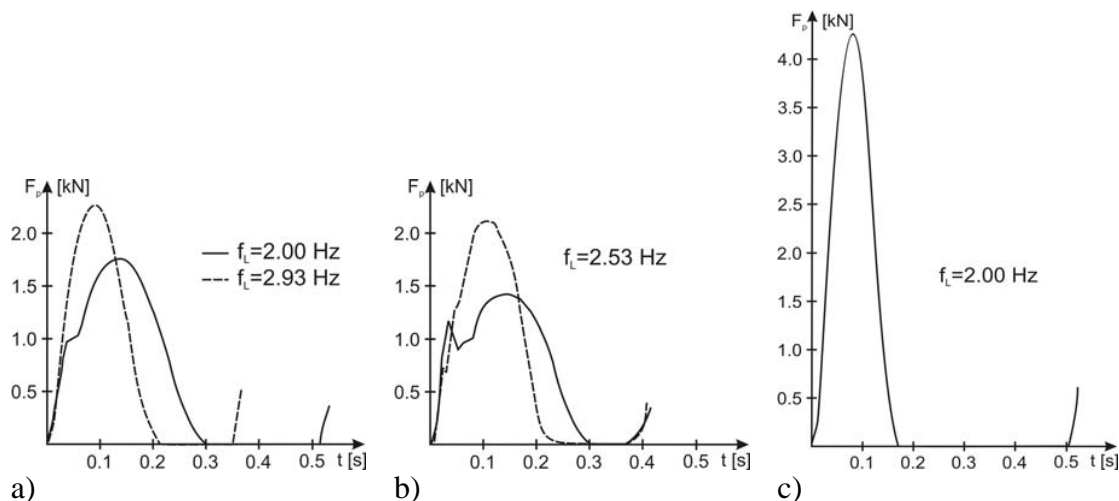 F_p [kN]
2.0
1.5
1.0
0.5
0.1 0.2 0.3 0.5 t [s]
f_L=2.00 Hz
f_L=2.93 Hz
a)
F_p [kN]
2.0
1.5
1.0
0.5
0.1 0.2 0.3 0.4 0.5 t [s]
f_L=2.53 Hz
b)
F_p [kN]
4.0
3.5
3.0
2.5
2.0
1.5
1.0
0.5
0.1 0.2 0.3 0.4 0.5 t [s]
f_L=2.00 Hz
c)